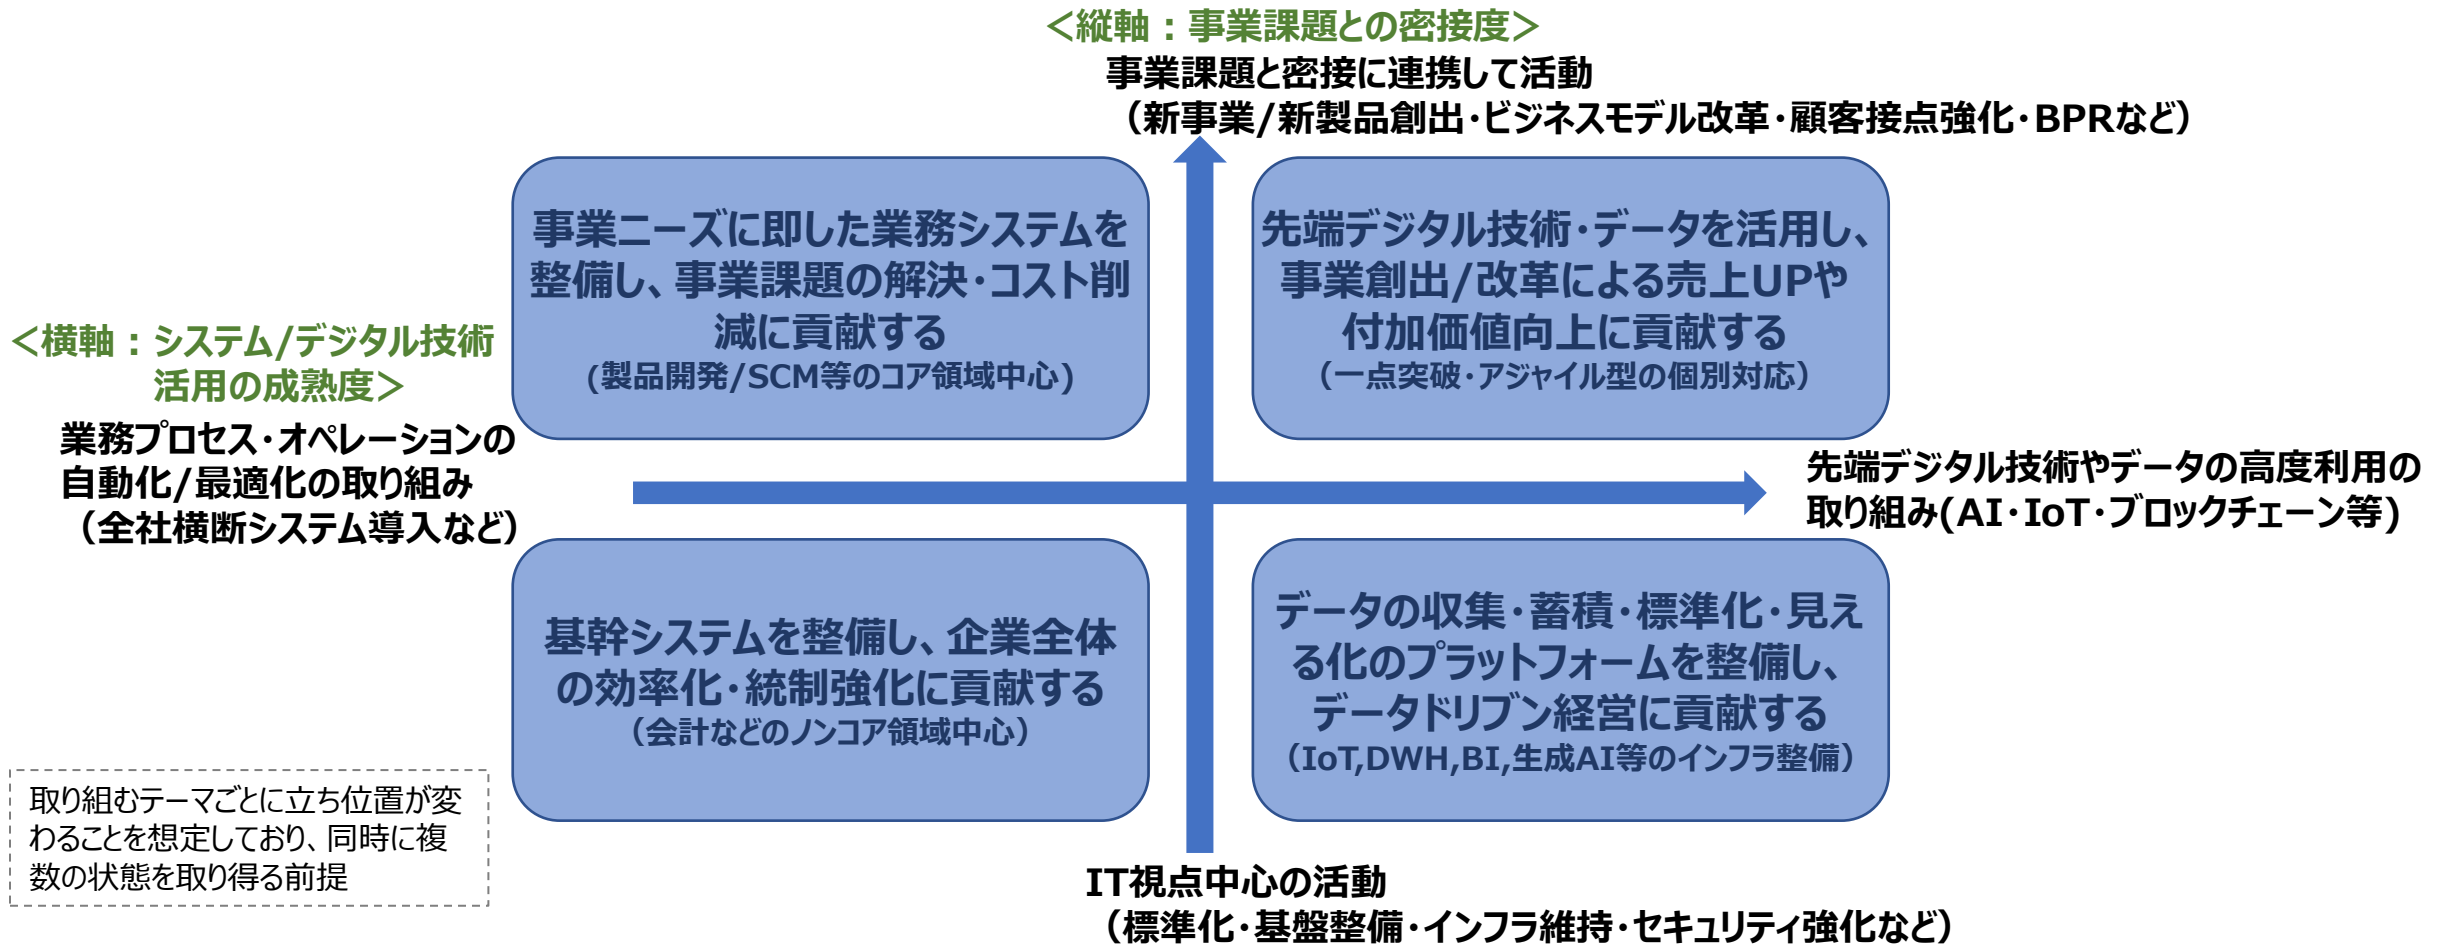 ＜縦軸：事業課題との密接度＞
事業課題と密接に連携して活動
（新事業/新製品創出・ビジネスモデル改革・顧客接点強化・BPRなど）
事業ニーズに即した業務システムを
整備し、事業課題の解決・コスト削
減に貢献する
(製品開発/SCM等のコア領域中心)
先端デジタル技術・データを活用し、
事業創出/改革による売上UPや
付加価値向上に貢献する
（一点突破・アジャイル型の個別対応）
＜横軸：システム/デジタル技術
活用の成熟度＞
業務プロセス・オペレーションの
自動化/最適化の取り組み
（全社横断システム導入など）
先端デジタル技術やデータの高度利用の
取り組み(AI・IoT・ブロックチェーン等)
基幹システムを整備し、企業全体
の効率化・統制強化に貢献する
（会計などのノンコア領域中心）
データの収集・蓄積・標準化・見え
る化のプラットフォームを整備し、
データドリブン経営に貢献する
（IoT,DWH,BI,生成AI等のインフラ整備）
取り組むテーマごとに立ち位置が変
わることを想定しており、同時に複
数の状態を取り得る前提
IT視点中心の活動
（標準化・基盤整備・インフラ維持・セキュリティ強化など）